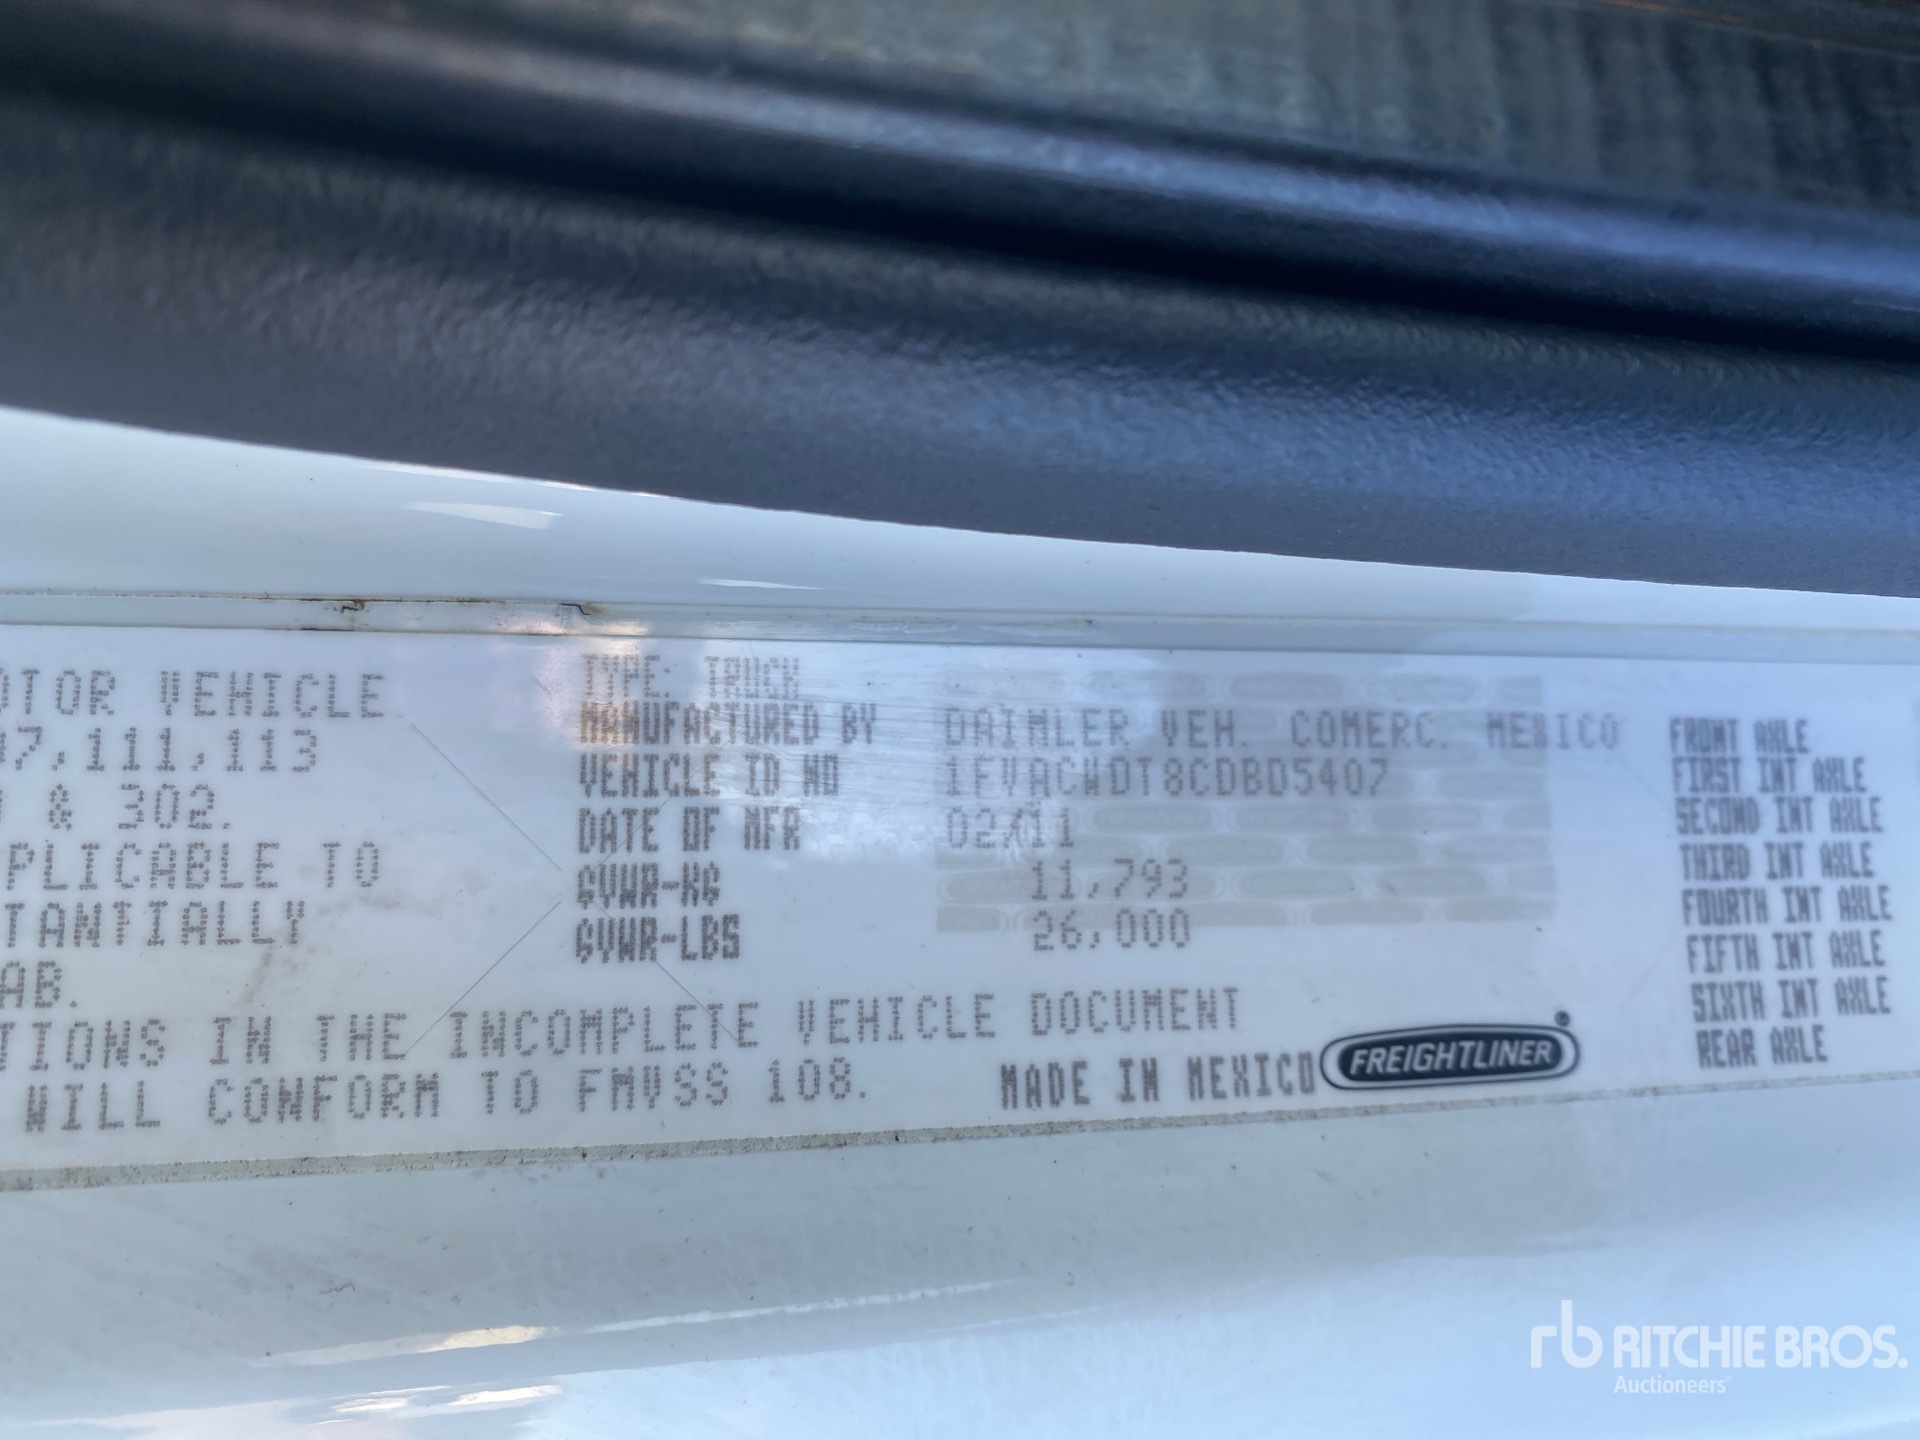 TOR VEHICLE
7,111,113
& 302.
PLICABLE TO
LANTIALLY
AB.
TIONS IN THE INCOMPLETE VEHICLE DOCUMENT
WILL CONFORM TO FMVSS 108.
TYPE: TRUCK
MANUFACTURED BY DAIMLER VEH. COMERC. MEXICO
VEHICLE ID NO 1FVACWDT8CDBD5407
DATE OF MFR 02/11
GVWR-KG 11,793
GVWR-LBS 26,000
MADE IN MEXICO FREIGHTLINER
FRONT AXLE
FIRST INT AXLE
SECOND INT AXLE
THIRD INT AXLE
FOURTH INT AXLE
FIFTH INT AXLE
SIXTH INT AXLE
REAR AXLE
rb RITCHIE BROS.
Auctioneers